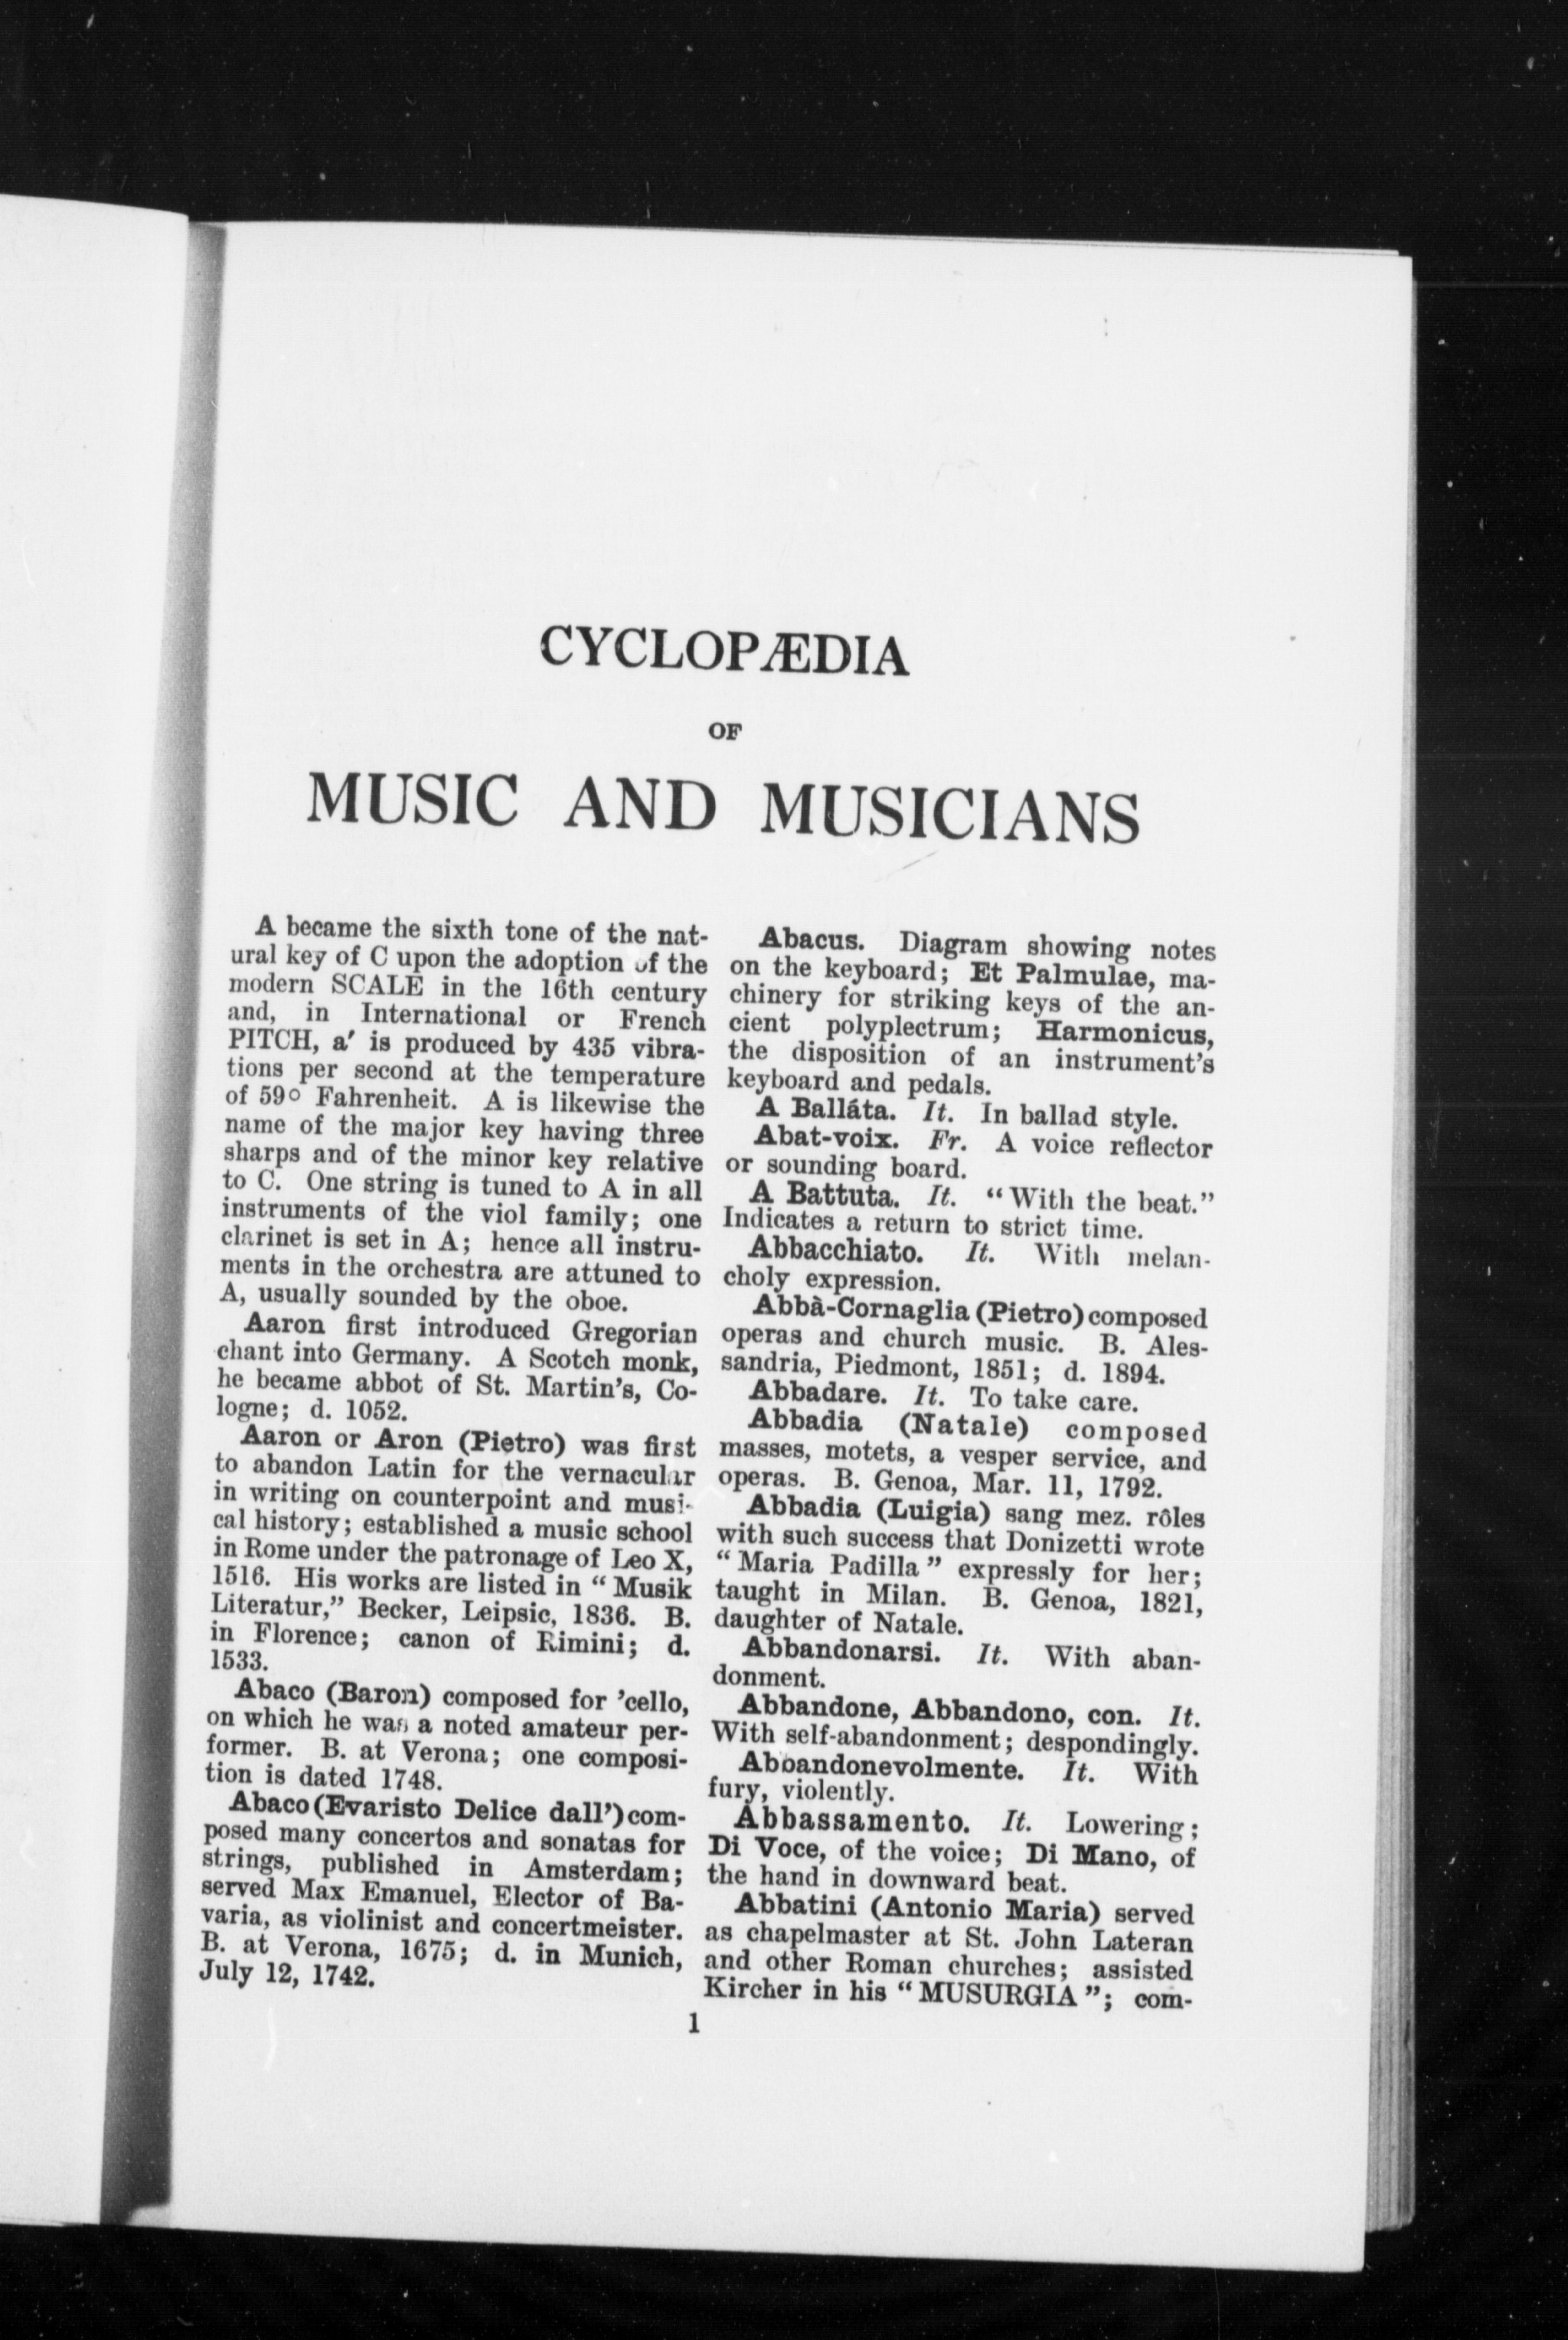 CYCLOPÆDIA
OF
MUSIC AND MUSICIANS
A became the sixth tone of the nat-
ural key of C upon the adoption of the
modern SCALE in the 16th century
and, in International or French
PITCH, a′ is produced by 435 vibra-
tions per second at the temperature
of 59○ Fahrenheit. A is likewise the
name of the major key having three
sharps and of the minor key relative
to C. One string is tuned to A in all
instruments of the viol family; one
clarinet is set in A; hence all instru-
ments in the orchestra are attuned to
A, usually sounded by the oboe.
Aaron first introduced Gregorian
chant into Germany. A Scotch monk,
he became abbot of St. Martin's, Co-
logne; d. 1052.
Aaron or Aron (Pietro) was first
to abandon Latin for the vernacular
in writing on counterpoint and musi-
cal history; established a music school
in Rome under the patronage of Leo X,
1516. His works are listed in “Musik
Literatur,” Becker, Leipsic, 1836. B.
in Florence; canon of Rimini; d.
1533.
Abaco (Baron) composed for 'cello,
on which he was a noted amateur per-
former. B. at Verona; one composi-
tion is dated 1748.
Abaco (Evaristo Delice dall') com-
posed many concertos and sonatas for
strings, published in Amsterdam;
served Max Emanuel, Elector of Ba-
varia, as violinist and concertmeister.
B. at Verona, 1675; d. in Munich,
July 12, 1742.
Abacus. Diagram showing notes
on the keyboard; Et Palmulae, ma-
chinery for striking keys of the an-
cient polyplectrum; Harmonicus,
the disposition of an instrument's
keyboard and pedals.
A Balláta. It. In ballad style.
Abat-voix. Fr. A voice reflector
or sounding board.
A Battuta. It. “With the beat.”
Indicates a return to strict time.
Abbacchiato. It. With melan-
choly expression.
Abbà-Cornaglia (Pietro) composed
operas and church music. B. Ales-
sandria, Piedmont, 1851; d. 1894.
Abbadare. It. To take care.
Abbadia (Natale) composed
masses, motets, a vesper service, and
operas. B. Genoa, Mar. 11, 1792.
Abbadia (Luigia) sang mez. rôles
with such success that Donizetti wrote
“Maria Padilla” expressly for her;
taught in Milan. B. Genoa, 1821,
daughter of Natale.
Abbandonarsi. It. With aban-
donment.
Abbandone, Abbandono, con. It.
With self-abandonment; despondingly.
Abbandonevolmente. It. With
fury, violently.
Abbassamento. It. Lowering;
Di Voce, of the voice; Di Mano, of
the hand in downward beat.
Abbatini (Antonio Maria) served
as chapelmaster at St. John Lateran
and other Roman churches; assisted
Kircher in his “MUSURGIA”; com-
1